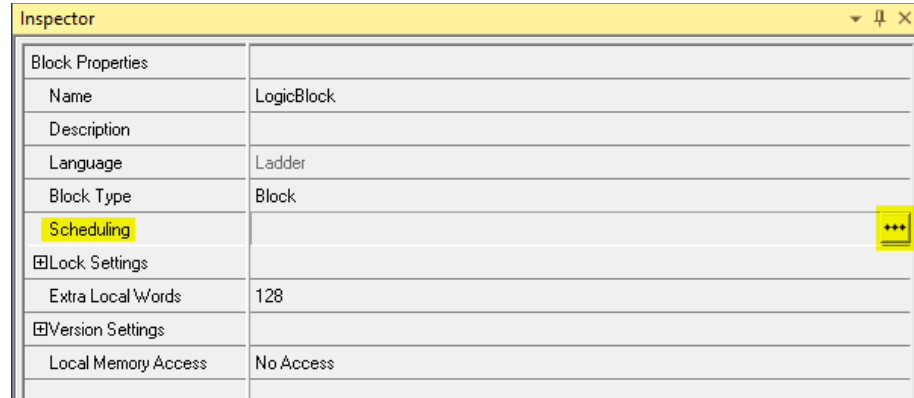 Inspector
Block Properties
Name LogicBlock
Description
Language Ladder
Block Type Block
Scheduling
Lock Settings
Extra Local Words 128
Version Settings
Local Memory Access No Access